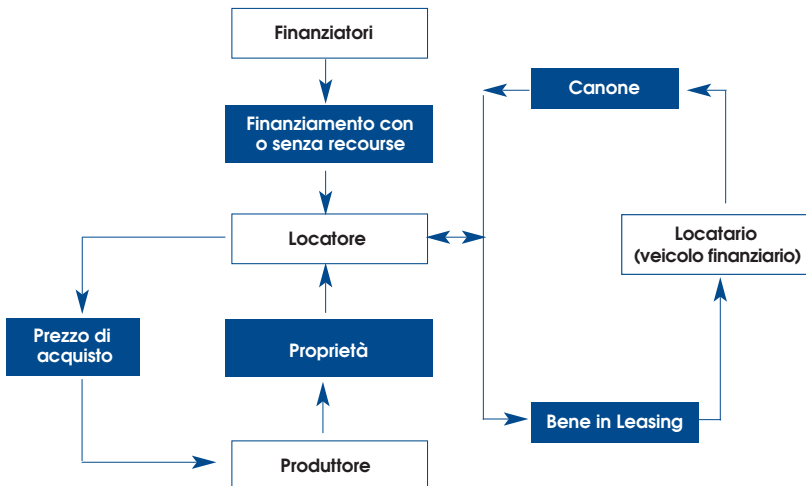 Finanziatori
Finanziamento con
o senza recourse
Canone
Locatore
Locatario
(veicolo finanziario)
Prezzo di
acquisto
Proprietà
Bene in Leasing
Produttore